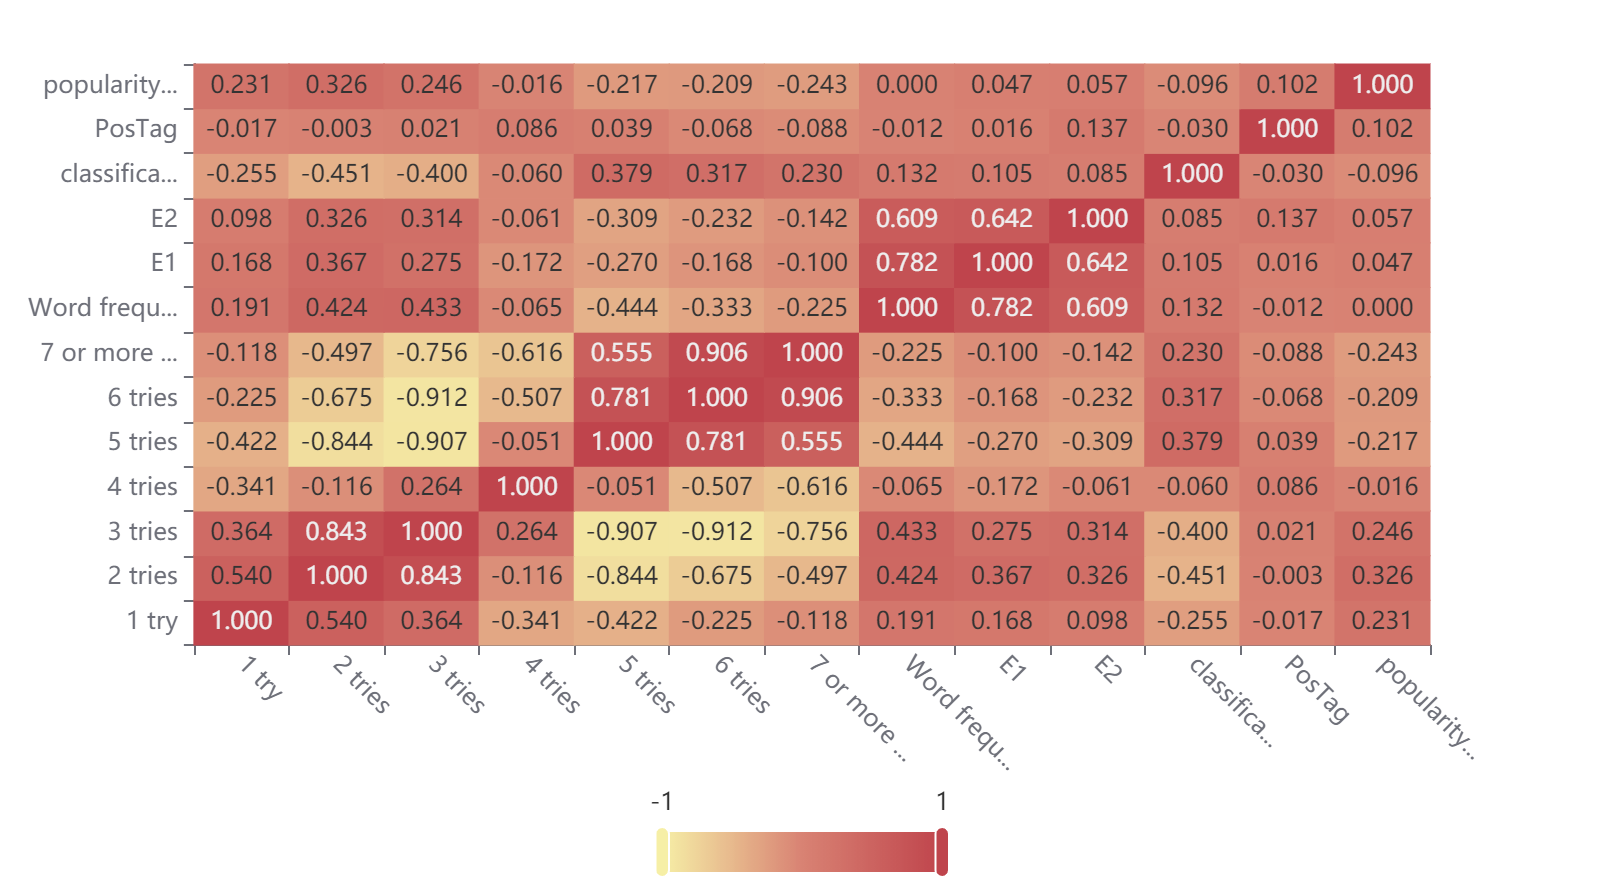 popularity... 0.231 0.326 0.246 -0.016 -0.217 -0.209 -0.243 0.000 0.047 0.057 -0.096 0.102 1.000
PosTag -0.017 -0.003 0.021 0.086 0.039 -0.068 -0.088 -0.012 0.016 0.137 -0.030 1.000 0.102
classifica... -0.255 -0.451 -0.400 -0.060 0.379 0.317 0.230 0.132 0.105 0.085 1.000 -0.030 -0.096
E2 0.098 0.326 0.314 -0.061 -0.309 -0.232 -0.142 0.609 0.642 1.000 0.085 0.137 0.057
E1 0.168 0.367 0.275 -0.172 -0.270 -0.168 -0.100 0.782 1.000 0.642 0.105 0.016 0.047
Word frequ... 0.191 0.424 0.433 -0.065 -0.444 -0.333 -0.225 1.000 0.782 0.609 0.132 -0.012 0.000
7 or more ... -0.118 -0.497 -0.756 -0.616 0.555 0.906 1.000 -0.225 -0.100 -0.142 0.230 -0.088 -0.243
6 tries -0.225 -0.675 -0.912 -0.507 0.781 1.000 0.906 -0.333 -0.168 -0.232 0.317 -0.068 -0.209
5 tries -0.422 -0.844 -0.907 -0.051 1.000 0.781 0.555 -0.444 -0.270 -0.309 0.379 0.039 -0.217
4 tries -0.341 -0.116 0.264 1.000 -0.051 -0.507 -0.616 -0.065 -0.172 -0.061 -0.060 0.086 -0.016
3 tries 0.364 0.843 1.000 0.264 -0.907 -0.912 -0.756 0.433 0.275 0.314 -0.400 0.021 0.246
2 tries 0.540 1.000 0.843 -0.116 -0.844 -0.675 -0.497 0.424 0.367 0.326 -0.451 -0.003 0.326
1 try 1.000 0.540 0.364 -0.341 -0.422 -0.225 -0.118 0.191 0.168 0.098 -0.255 -0.017 0.231
1 try 2 tries 3 tries 4 tries 5 tries 6 tries 7 or more ... Word frequ... E1 E2 classifica... PosTag popularity...
-1 1